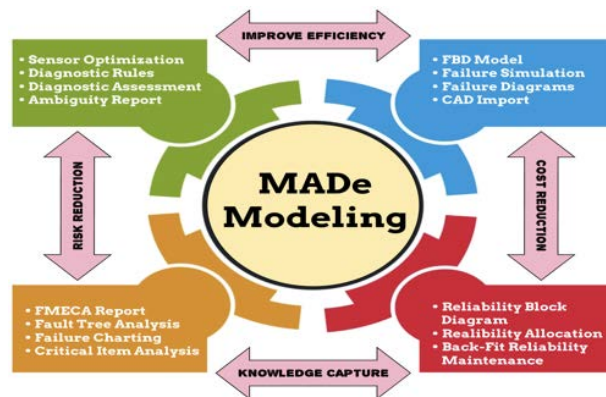 IMPROVE EFFICIENCY
• Sensor Optimization
• Diagnostic Rules
• Diagnostic Assessment
• Ambiguity Report
• FBD Model
• Failure Simulation
• Failure Diagrams
• CAD Import
MADe
Modeling
RISK REDUCTION
COST REDUCTION
• FMECA Report
• Fault Tree Analysis
• Failure Charting
• Critical Item Analysis
• Reliability Block
Diagram
• Realibility Allocation
• Back-Fit Reliability
Maintenance
KNOWLEDGE CAPTURE